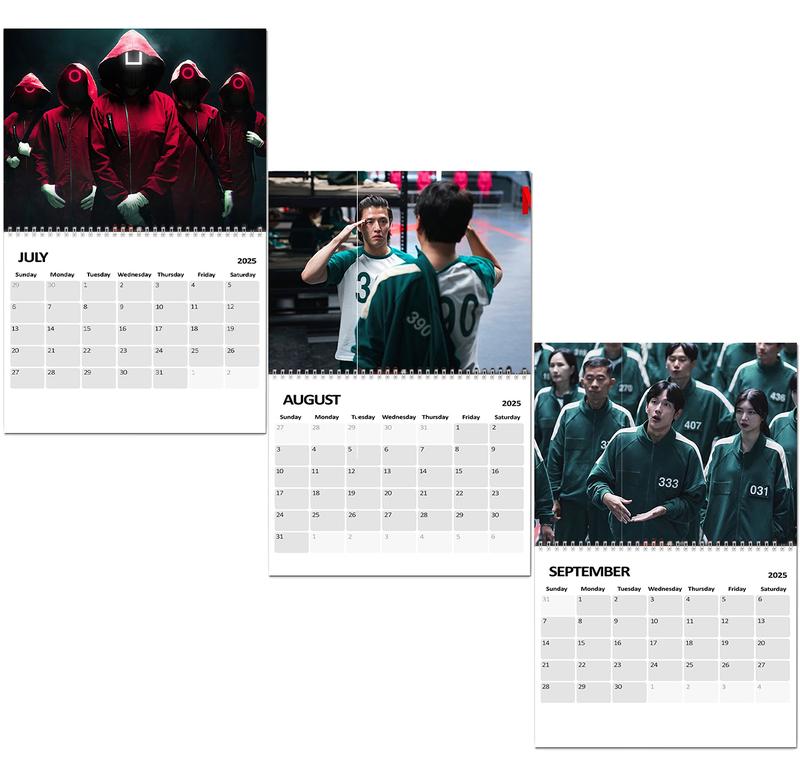 JULY 2025
Sunday Monday Tuesday Wednesday Thursday Friday Saturday
29 30 1 2 3 4 5
6 7 8 9 10 11 12
13 14 15 16 17 18 19
20 21 22 23 24 25 26
27 28 29 30 31 1 2
390
90
AUGUST 2025
Sunday Monday Tuesday Wednesday Thursday Friday Saturday
27 28 29 30 31 1 2
3 4 5 6 7 8 9
10 11 12 13 14 15 16
17 18 19 20 21 22 23
24 25 26 27 28 29 30
31 1 2 3 4 5 6
270
436
407
333
031
SEPTEMBER 2025
Sunday Monday Tuesday Wednesday Thursday Friday Saturday
31 1 2 3 4 5 6
7 8 9 10 11 12 13
14 15 16 17 18 19 20
21 22 23 24 25 26 27
28 29 30 1 2 3 4